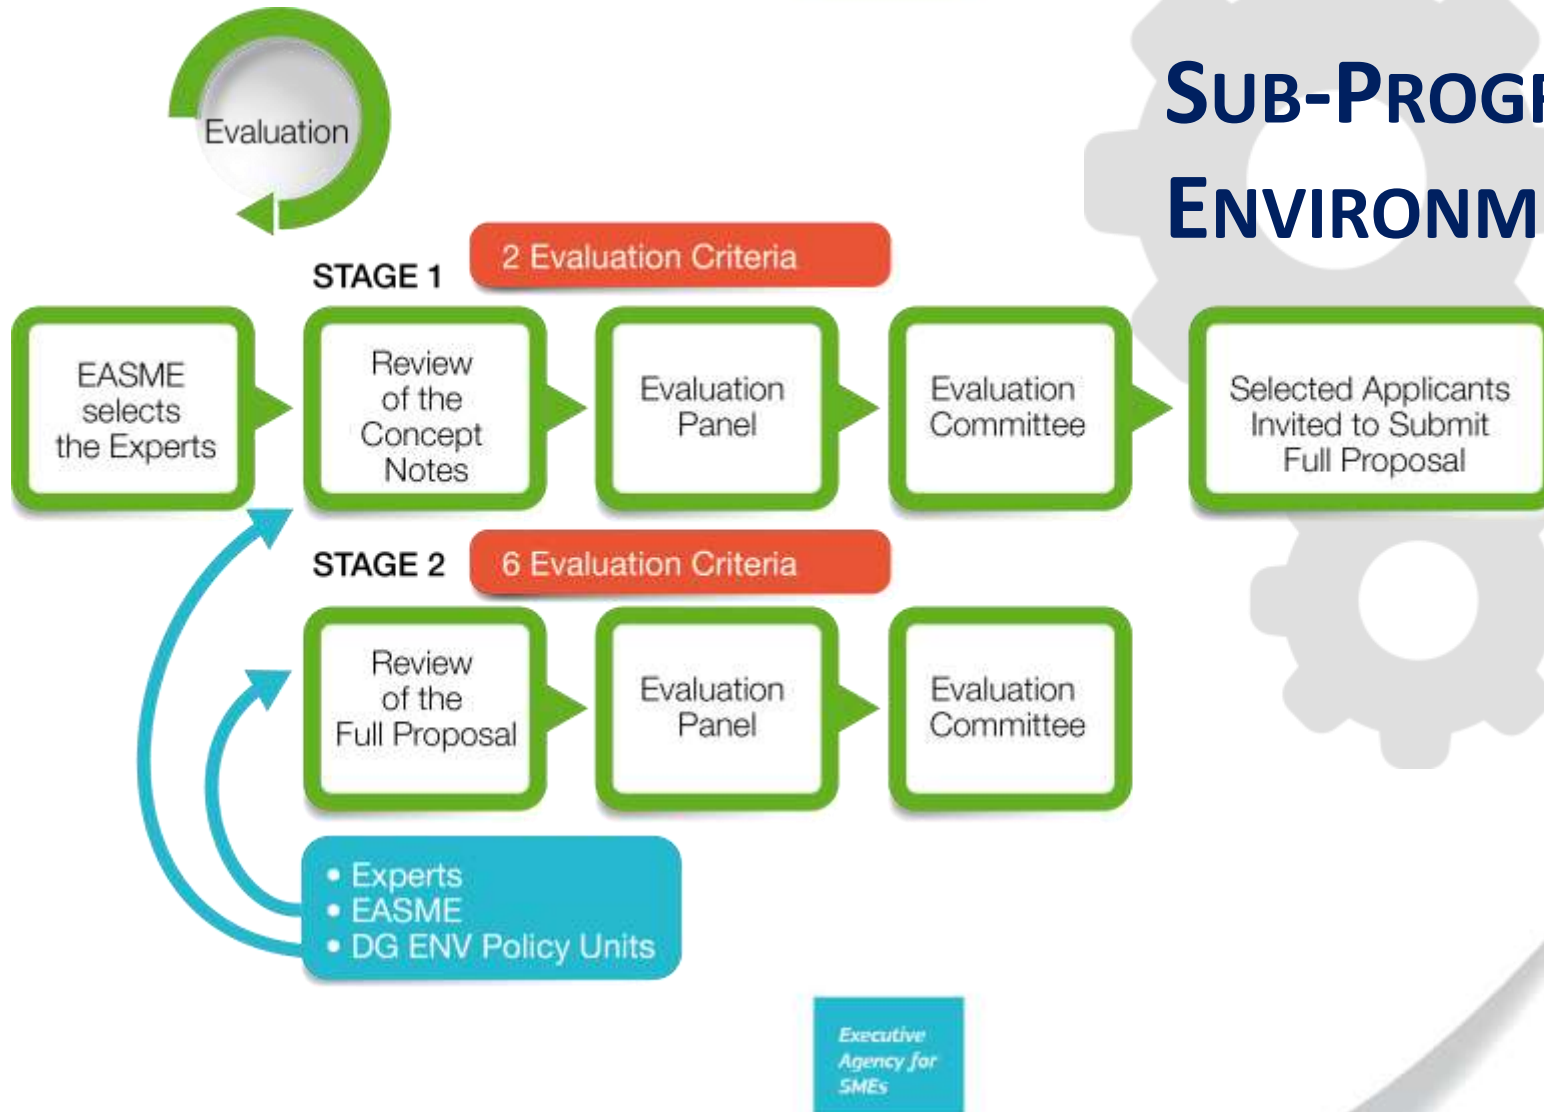 Evaluation
SUB-PROGR
ENVIRONM
STAGE 1
2 Evaluation Criteria
EASME
selects
the Experts
Review
of the
Concept
Notes
Evaluation
Panel
Evaluation
Committee
Selected Applicants
Invited to Submit
Full Proposal
STAGE 2
6 Evaluation Criteria
Review
of the
Full Proposal
Evaluation
Panel
Evaluation
Committee
• Experts
• EASME
• DG ENV Policy Units
Executive
Agency for
SMEs